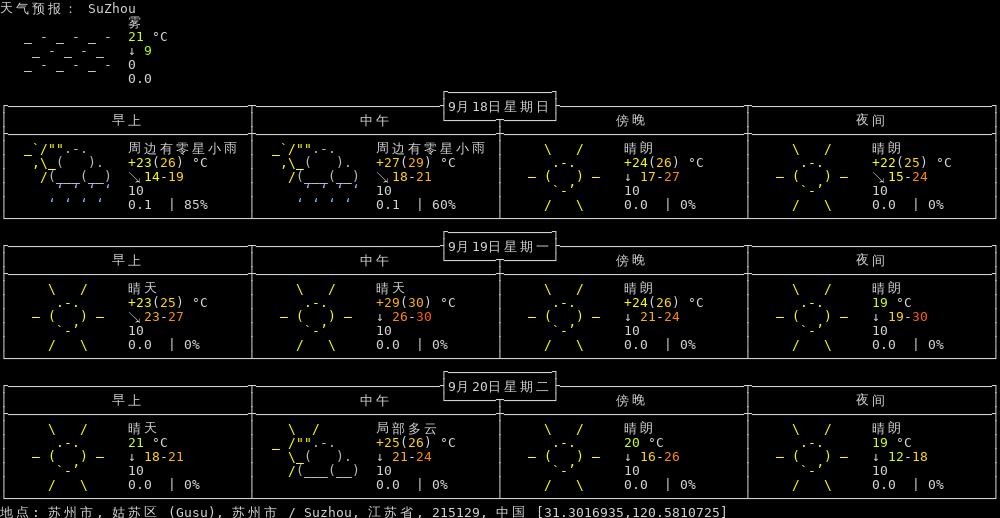 天气预报： SuZhou
雾
21 °C
↓ 9
0
0.0
9月18日星期日
早上 中午 傍晚 夜间
周边有零星小雨 周边有零星小雨 晴朗 晴朗
+23(26) °C +27(29) °C +24(26) °C +22(25) °C
↘ 14-19 ↘ 18-21 ↓ 17-27 ↘ 15-24
10 10 10 10
0.1 | 85% 0.1 | 60% 0.0 | 0% 0.0 | 0%
9月19日星期一
早上 中午 傍晚 夜间
晴天 晴天 晴朗 晴朗
+23(25) °C +29(30) °C +24(26) °C 19 °C
↘ 23-27 ↓ 26-30 ↓ 21-24 ↓ 19-30
10 10 10 10
0.0 | 0% 0.0 | 0% 0.0 | 0% 0.0 | 0%
9月20日星期二
早上 中午 傍晚 夜间
晴天 局部多云 晴朗 晴朗
21 °C +25(26) °C 20 °C 19 °C
↓ 18-21 ↓ 21-24 ↓ 16-26 ↓ 12-18
10 10 10 10
0.0 | 0% 0.0 | 0% 0.0 | 0% 0.0 | 0%
地点: 苏州市, 姑苏区 (Gusu), 苏州市 / Suzhou, 江苏省, 215129, 中国 [31.3016935,120.5810725]